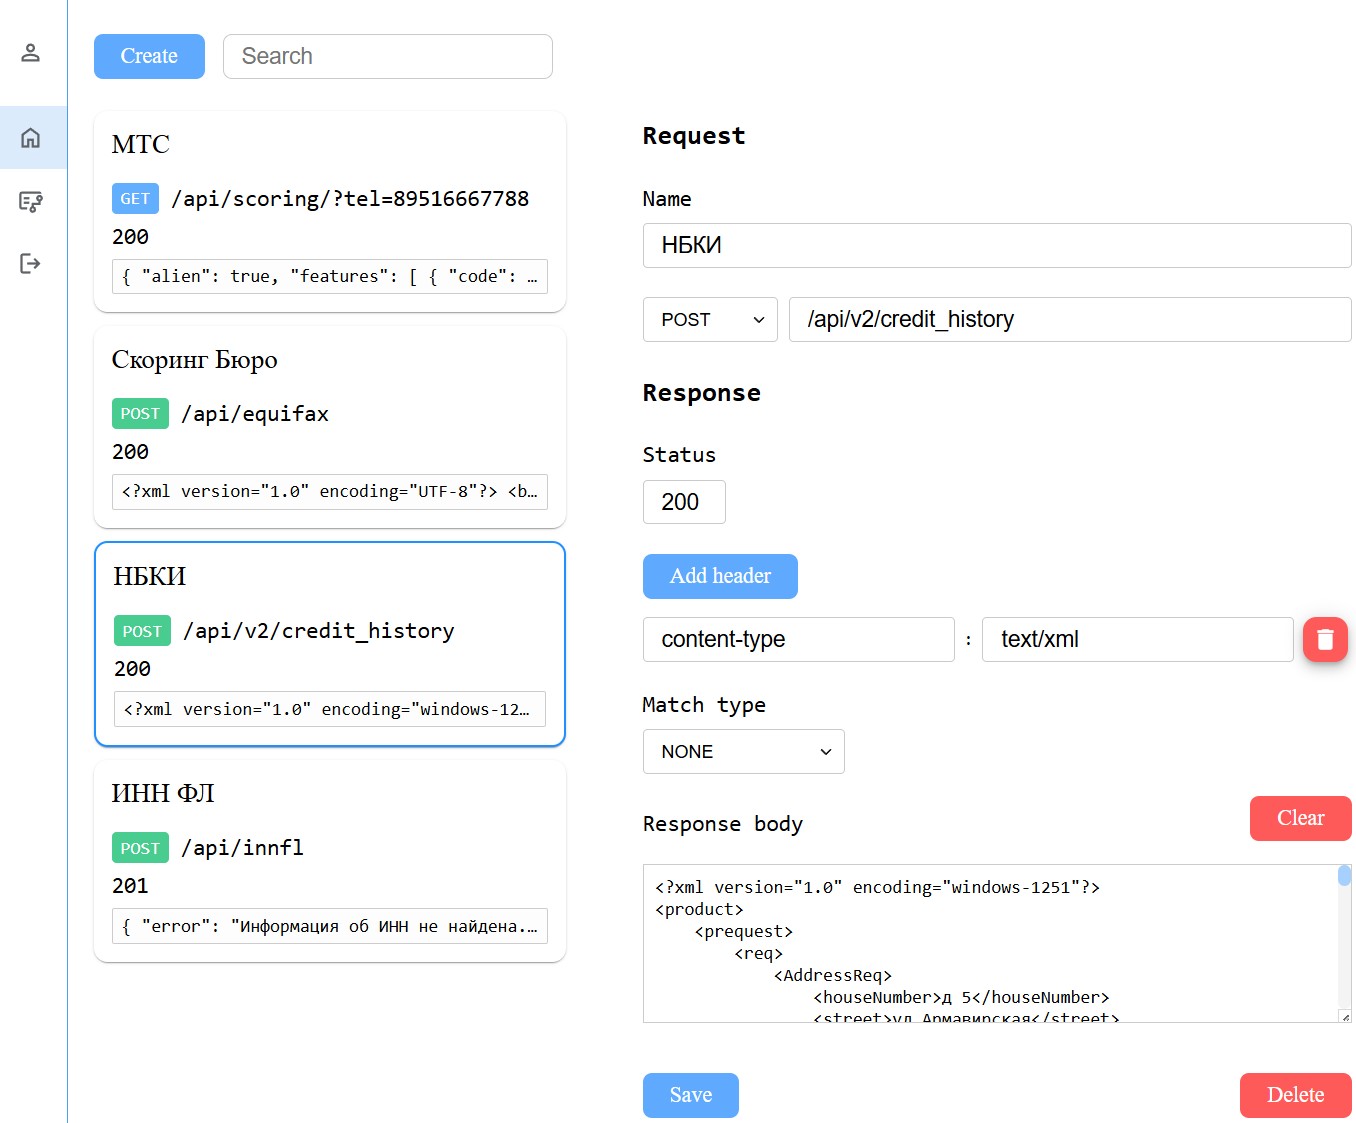 Create
Search
МТС
GET /api/scoring/?tel=89516667788
200
{ "alien": true, "features": [ { "code": …
Скоринг Бюро
POST /api/equifax
200
<?xml version="1.0" encoding="UTF-8"?> <b…
НБКИ
POST /api/v2/credit_history
200
<?xml version="1.0" encoding="windows-12…
ИНН ФЛ
POST /api/innfl
201
{ "error": "Информация об ИНН не найдена.…
Request
Name
НБКИ
POST /api/v2/credit_history
Response
Status
200
Add header
content-type : text/xml
Match type
NONE
Response body
Clear
<?xml version="1.0" encoding="windows-1251"?>
<product>
<prequest>
<req>
<AddressReq>
<houseNumber>д 5</houseNumber>
<street>ул Армавирская</street>
Save
Delete